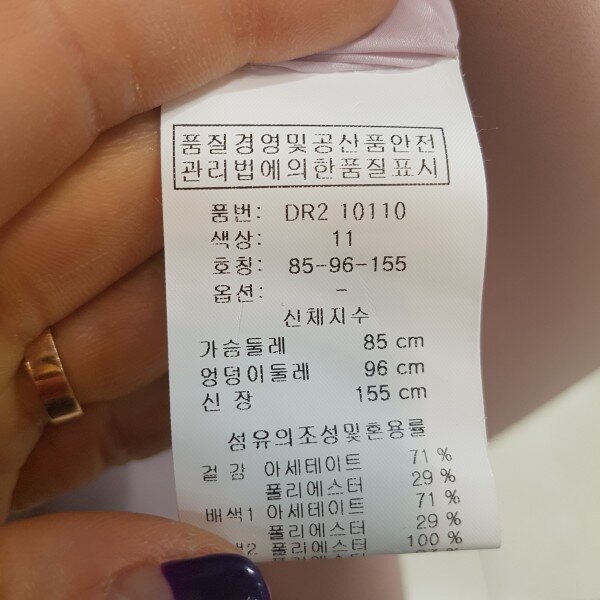 품질경영및공산품안전
관리법에의한품질표시
품번: DR2 10110
색상: 11
호칭: 85-96-155
옵션: -
신체지수
가슴둘레 85 cm
엉덩이둘레 96 cm
신 장 155 cm
섬유의조성및혼용률
겉 감 아세테이트 71 %
폴리에스터 29 %
배색1 아세테이트 71 %
폴리에스터 29 %
폴리에스터 100 %